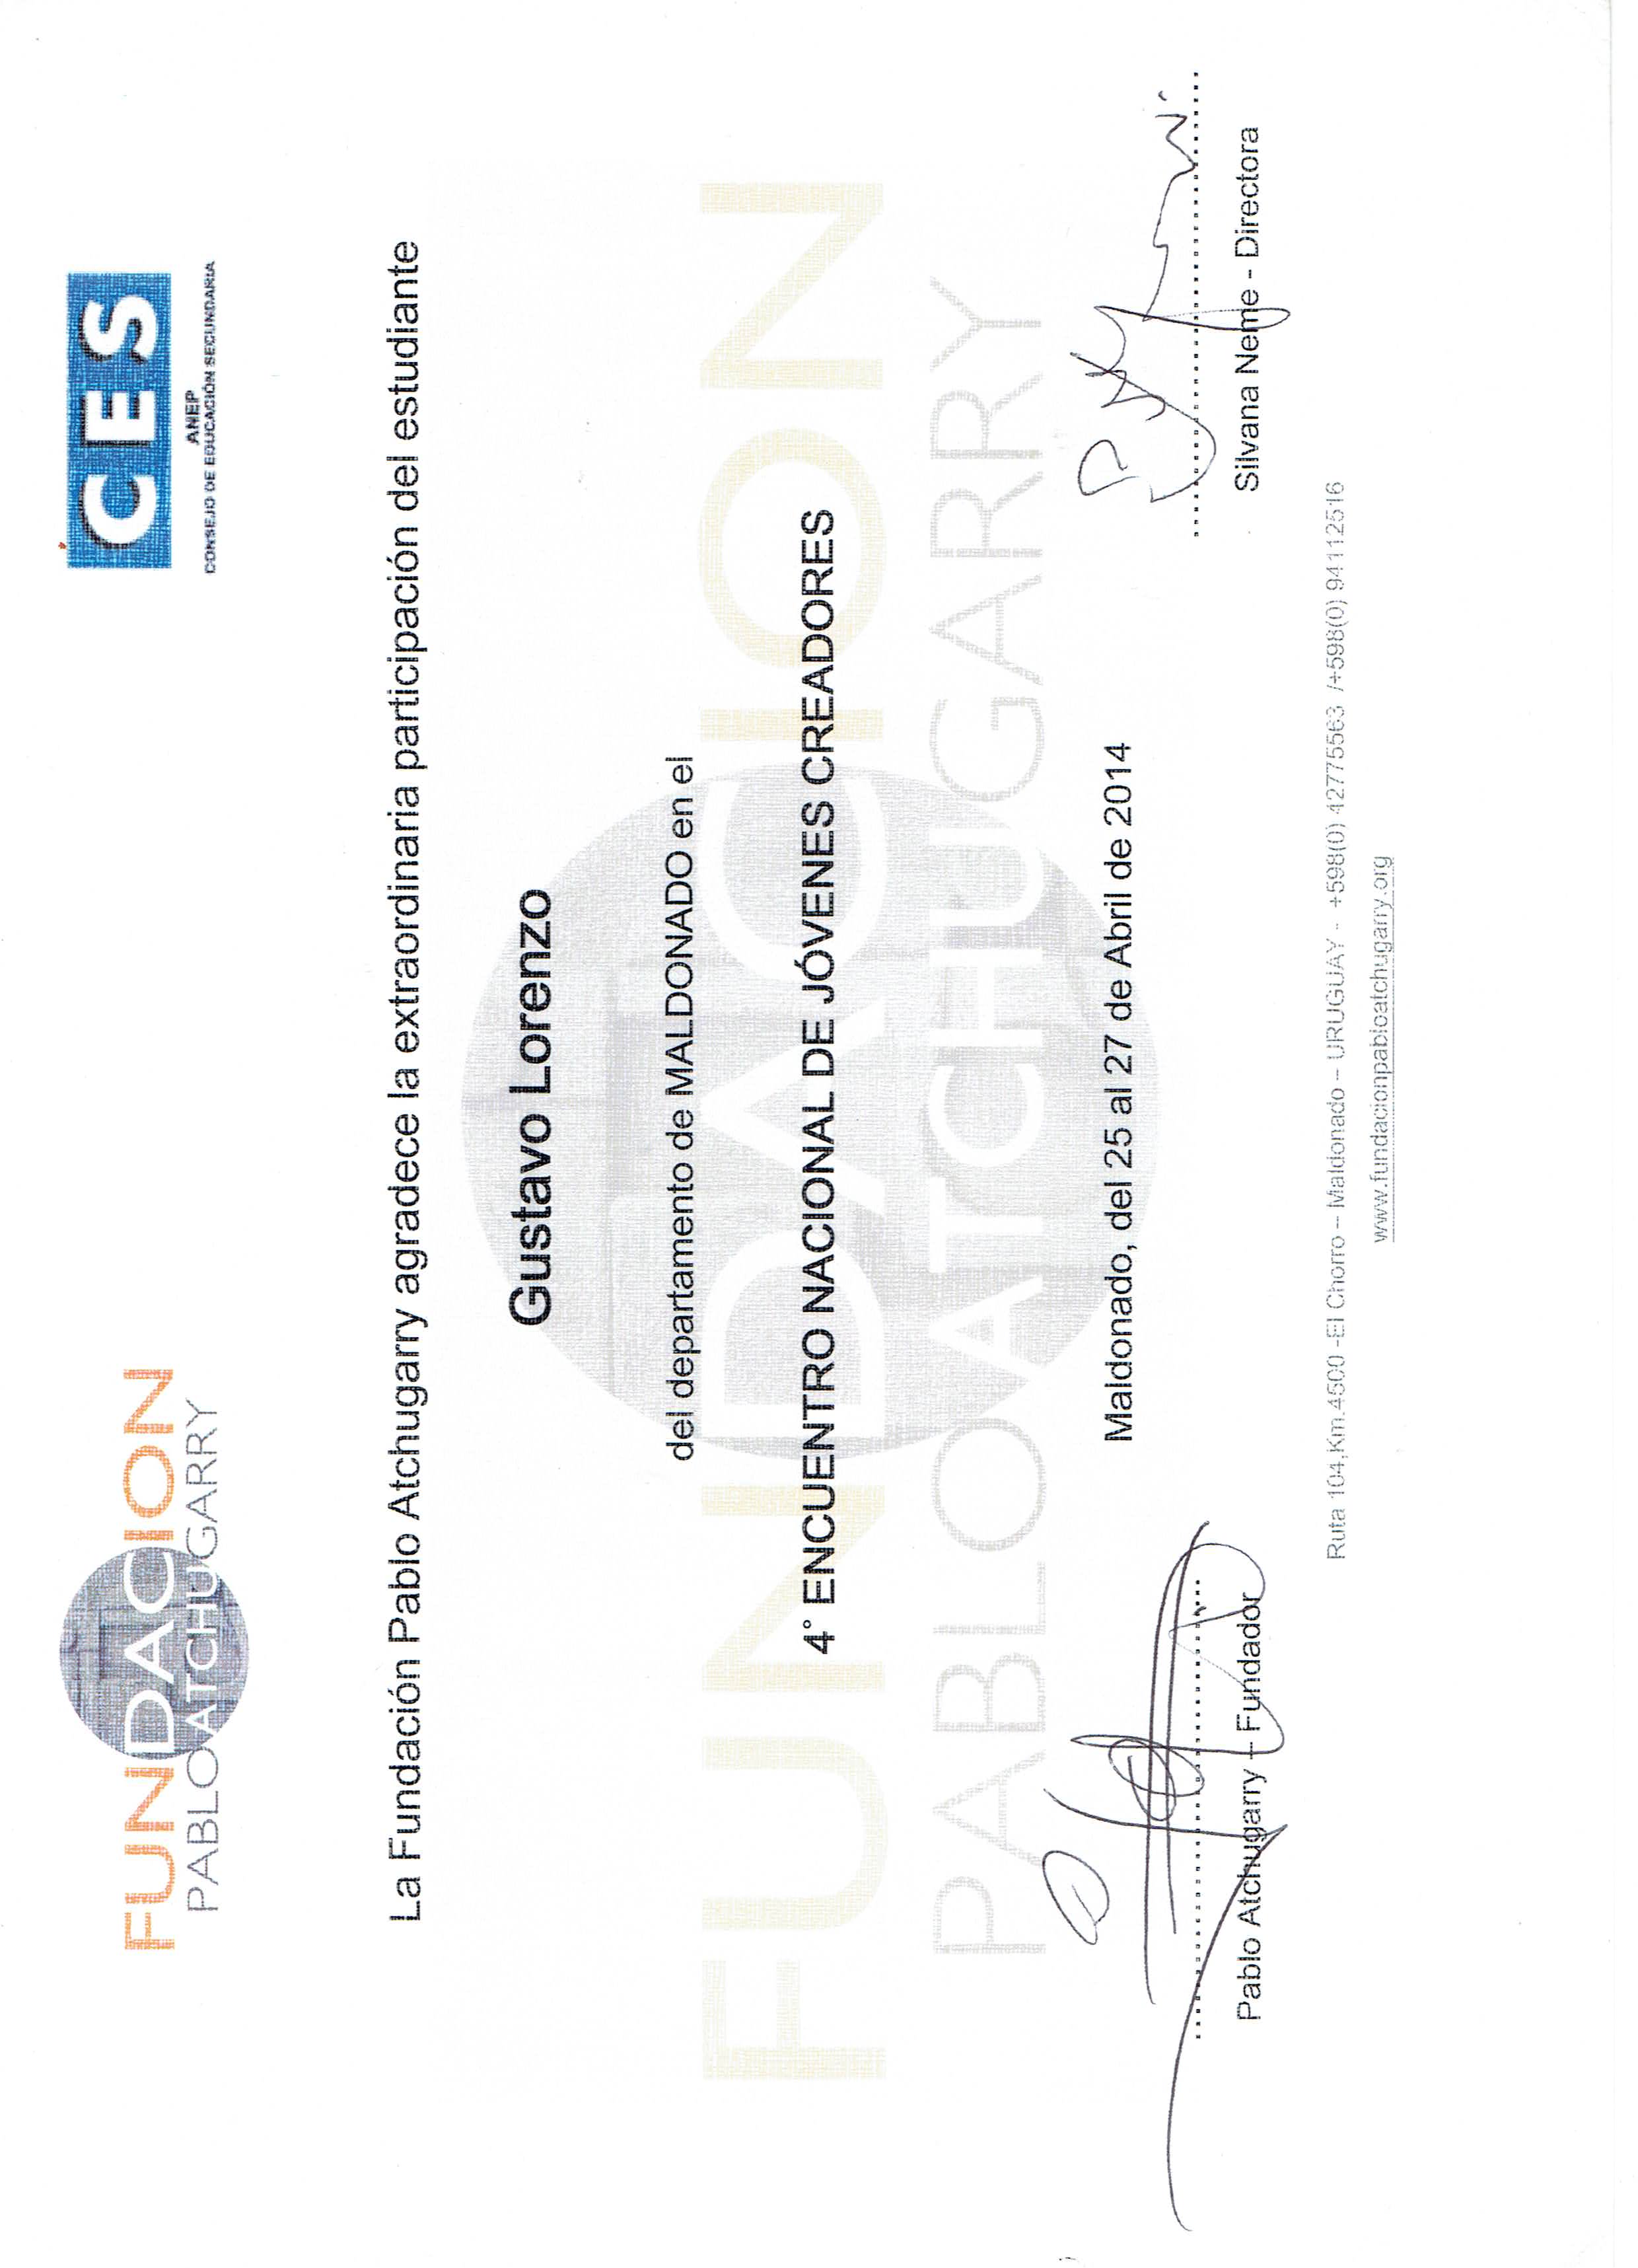 FUNDACION
PABLO ATCHUGARRY
CES
ANEP
CONSEJO DE EDUCACIÓN SECUNDARIA
La Fundación Pablo Atchugarry agradece la extraordinaria participación del estudiante
Gustavo Lorenzo
del departamento de MALDONADO en el
FUNDACION
4° ENCUENTRO NACIONAL DE JÓVENES CREADORES
PABLO ATCHUGARRY
Maldonado, del 25 al 27 de Abril de 2014
Pablo Atchugarry – Fundador
Silvana Neme - Directora
Ruta 104,Km.4500 -El Chorro – Maldonado – URUGUAY - +598(0) 42775563 /+598(0) 94112516
www.fundacionpabloatchugarry.org